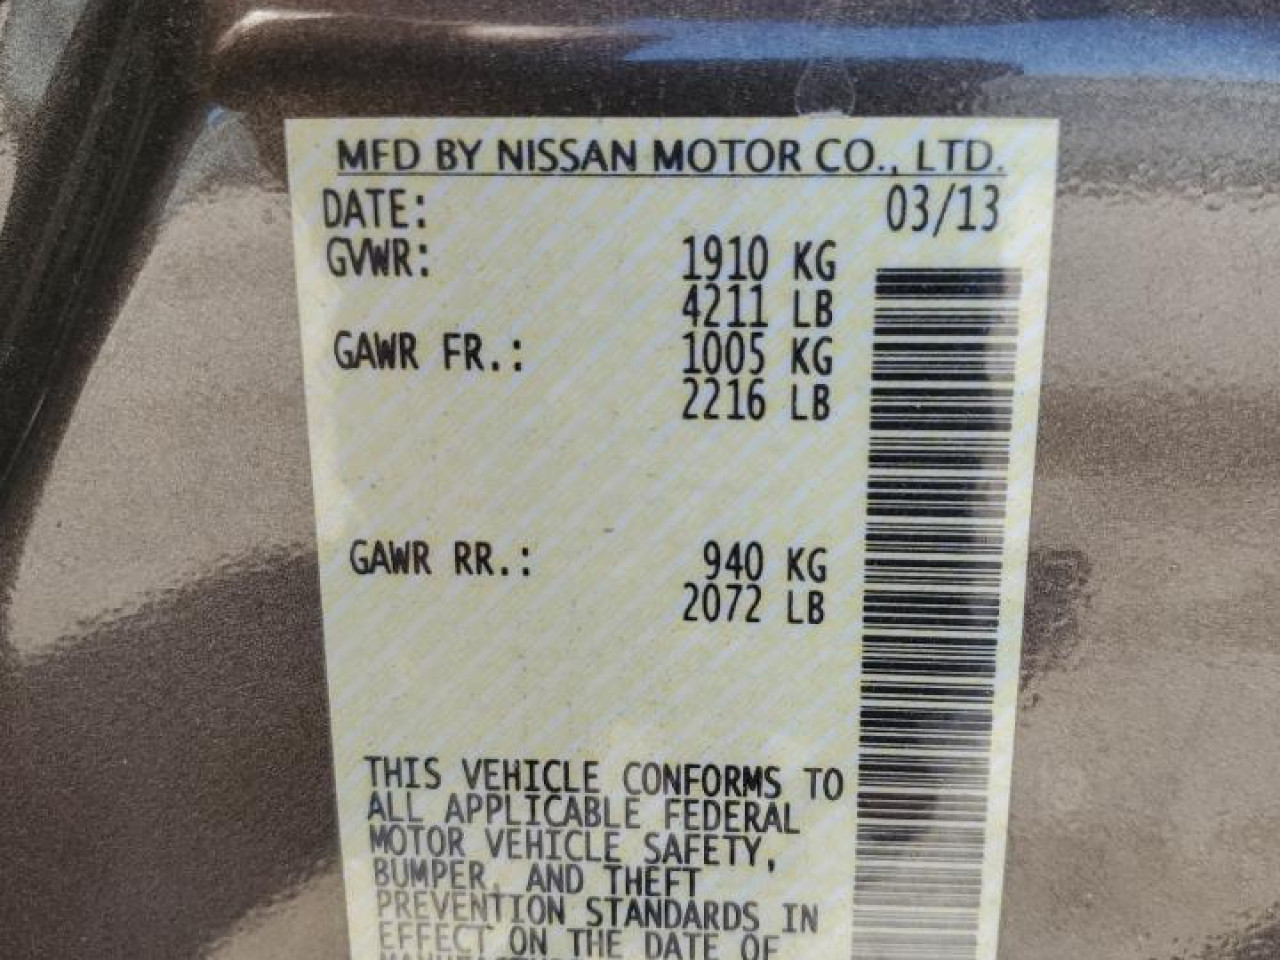 MFD BY NISSAN MOTOR CO., LTD.
DATE: 03/13
GVWR: 1910 KG
4211 LB
GAWR FR.: 1005 KG
2216 LB
GAWR RR.: 940 KG
2072 LB
THIS VEHICLE CONFORMS TO
ALL APPLICABLE FEDERAL
MOTOR VEHICLE SAFETY,
BUMPER, AND THEFT
PREVENTION STANDARDS IN
EFFECT ON THE DATE OF